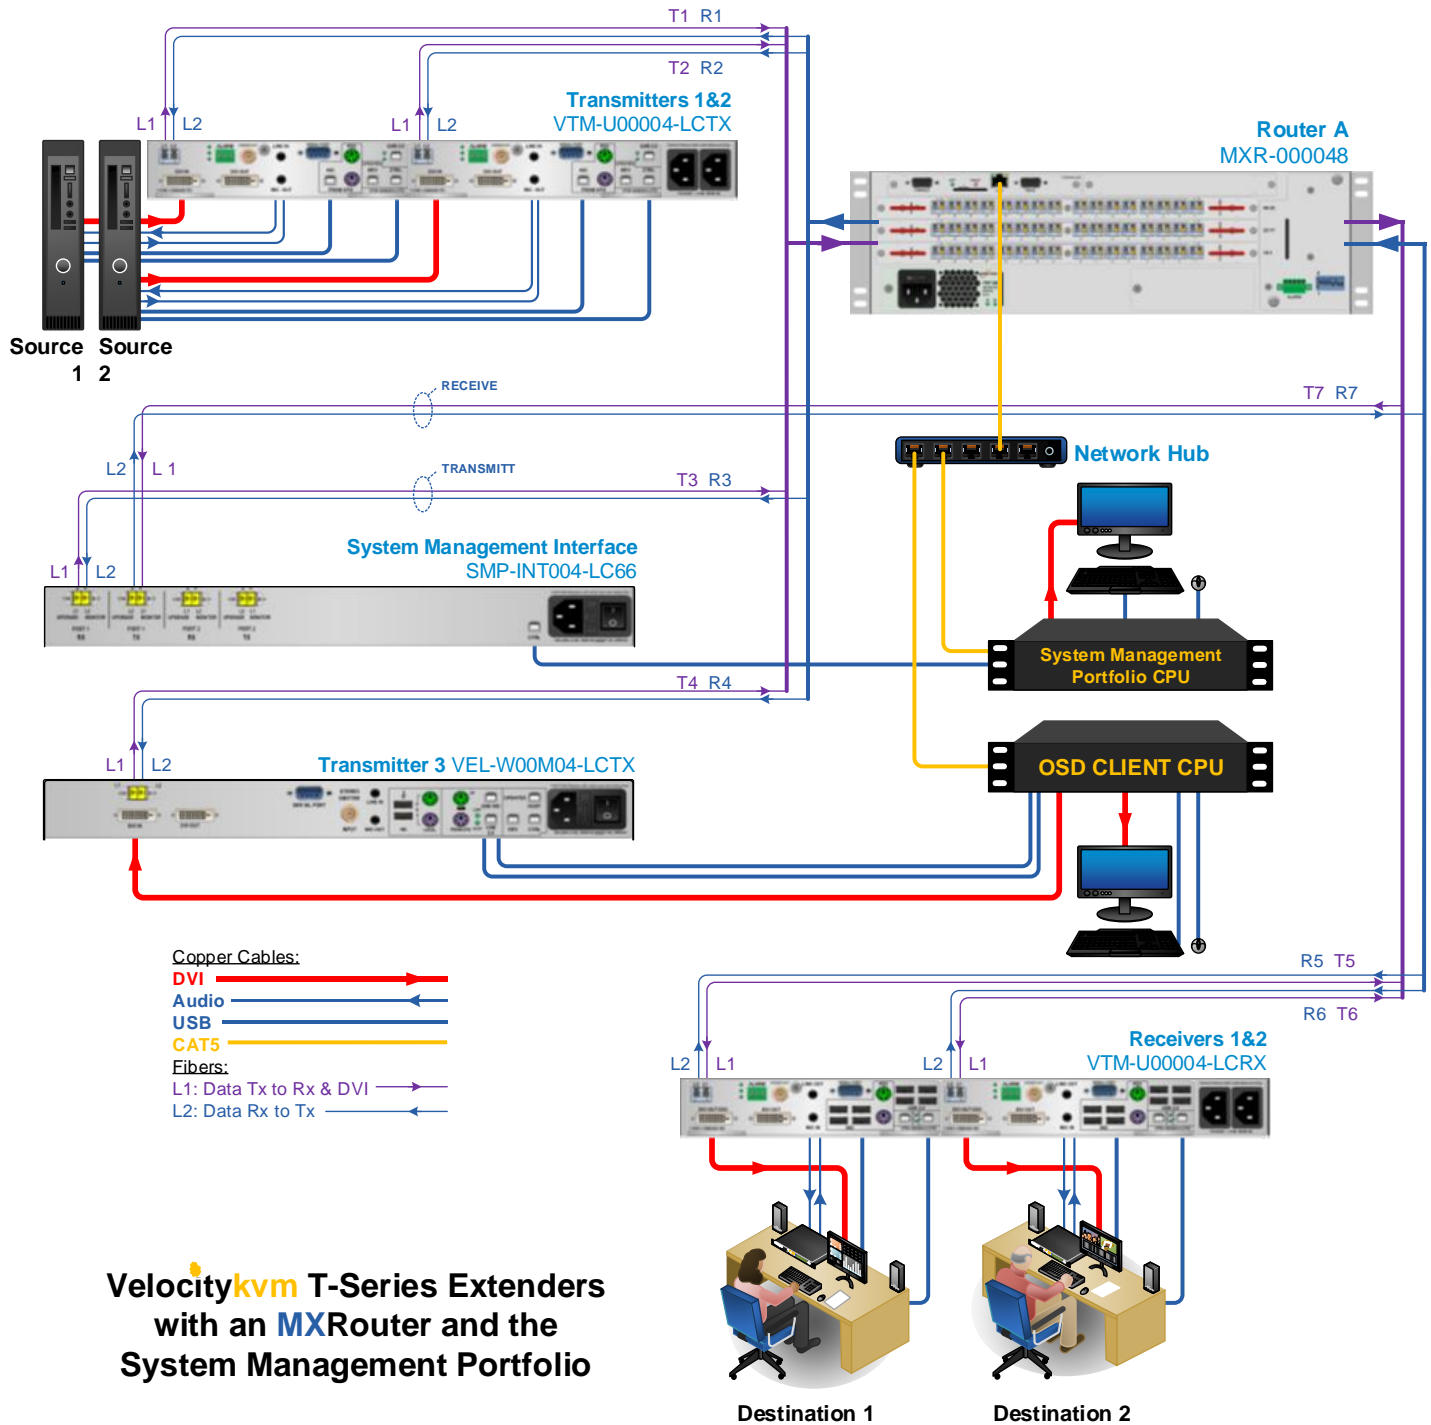 T1 R1
T2 R2
Transmitters 1&2
VTM-U00004-LCTX
L1 L2
L1 L2
Router A
MXR-000048
Source 1
Source 2
RECEIVE
T7 R7
L2 L 1
TRANSMITT
T3 R3
Network Hub
System Management Interface
SMP-INT004-LC66
L1 L2
System Management
Portfolio CPU
T4 R4
L1 L2
Transmitter 3 VEL-W00M04-LCTX
OSD CLIENT CPU
Copper Cables:
DVI
Audio
USB
CAT5
Fibers:
L1: Data Tx to Rx & DVI
L2: Data Rx to Tx
R5 T5
R6 T6
Receivers 1&2
VTM-U00004-LCRX
L2 L1
L2 L1
Velocitykvm T-Series Extenders
with an MXRouter and the
System Management Portfolio
Destination 1
Destination 2